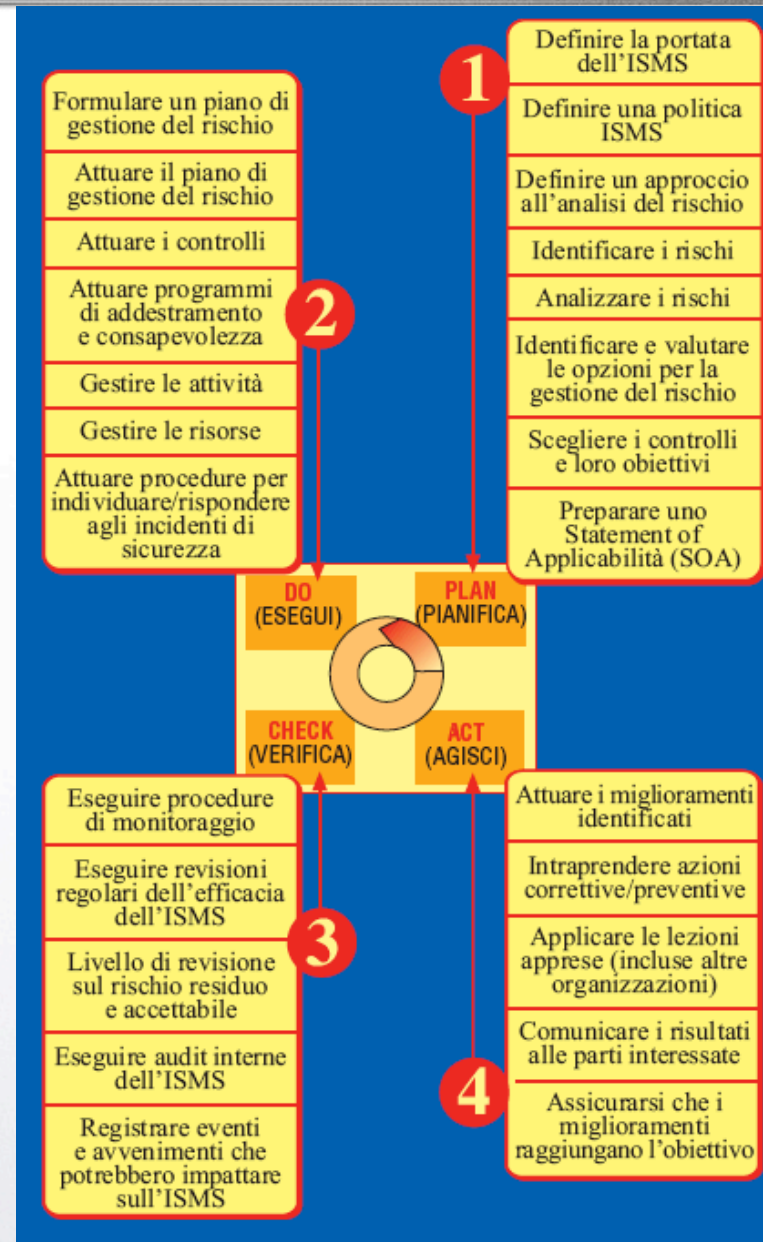 1
Definire la portata
dell'ISMS
Definire una politica
ISMS
Definire un approccio
all'analisi del rischio
Identificare i rischi
Analizzare i rischi
Identificare e valutare
le opzioni per la
gestione del rischio
Scegliere i controlli
e loro obiettivi
Preparare uno
Statement of
Applicabilità (SOA)
Formulare un piano di
gestione del rischio
Attuare il piano di
gestione del rischio
Attuare i controlli
Attuare programmi
di addestramento
e consapevolezza
2
Gestire le attività
Gestire le risorse
Attuare procedure per
individuare/rispondere
agli incidenti di
sicurezza
DO
(ESEGUI)
PLAN
(PIANIFICA)
CHECK
(VERIFICA)
ACT
(AGISCI)
Eseguire procedure
di monitoraggio
Eseguire revisioni
regolari dell'efficacia
dell'ISMS
3
Livello di revisione
sul rischio residuo
e accettabile
Eseguire audit interne
dell'ISMS
Registrare eventi
e avvenimenti che
potrebbero impattare
sull'ISMS
Attuare i miglioramenti
identificati
Intraprendere azioni
correttive/preventive
Applicare le lezioni
apprese (incluse altre
organizzazioni)
Comunicare i risultati
alle parti interessate
4
Assicurarsi che i
miglioramenti
raggiungano l'obiettivo